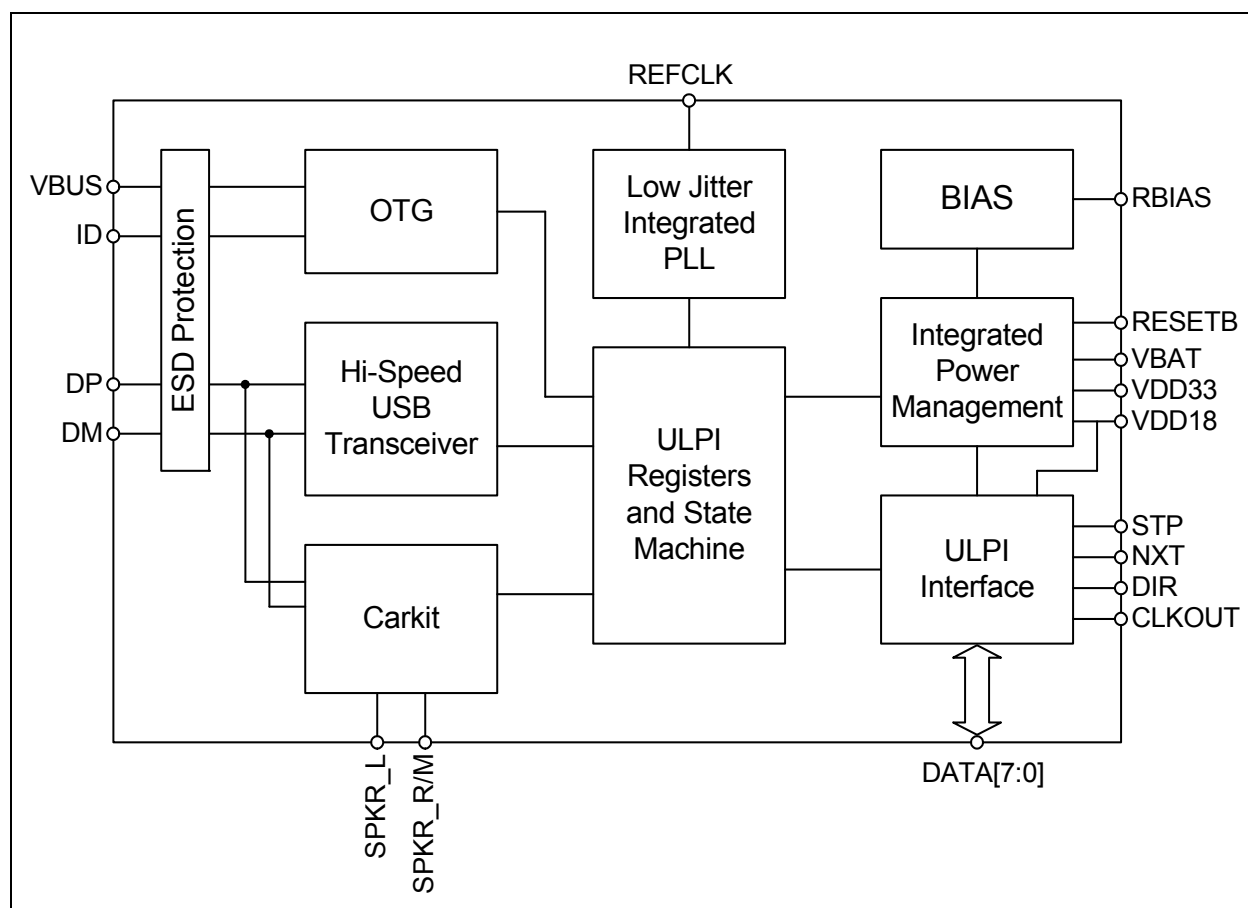 REFCLK
VBUS
ID
DP
DM
ESD Protection
OTG
Hi-Speed
USB
Transceiver
Carkit
SPKR_L
SPKR_R/M
Low Jitter
Integrated
PLL
ULPI
Registers
and State
Machine
BIAS
RBIAS
Integrated
Power
Management
RESETB
VBAT
VDD33
VDD18
ULPI
Interface
STP
NXT
DIR
CLKOUT
DATA[7:0]